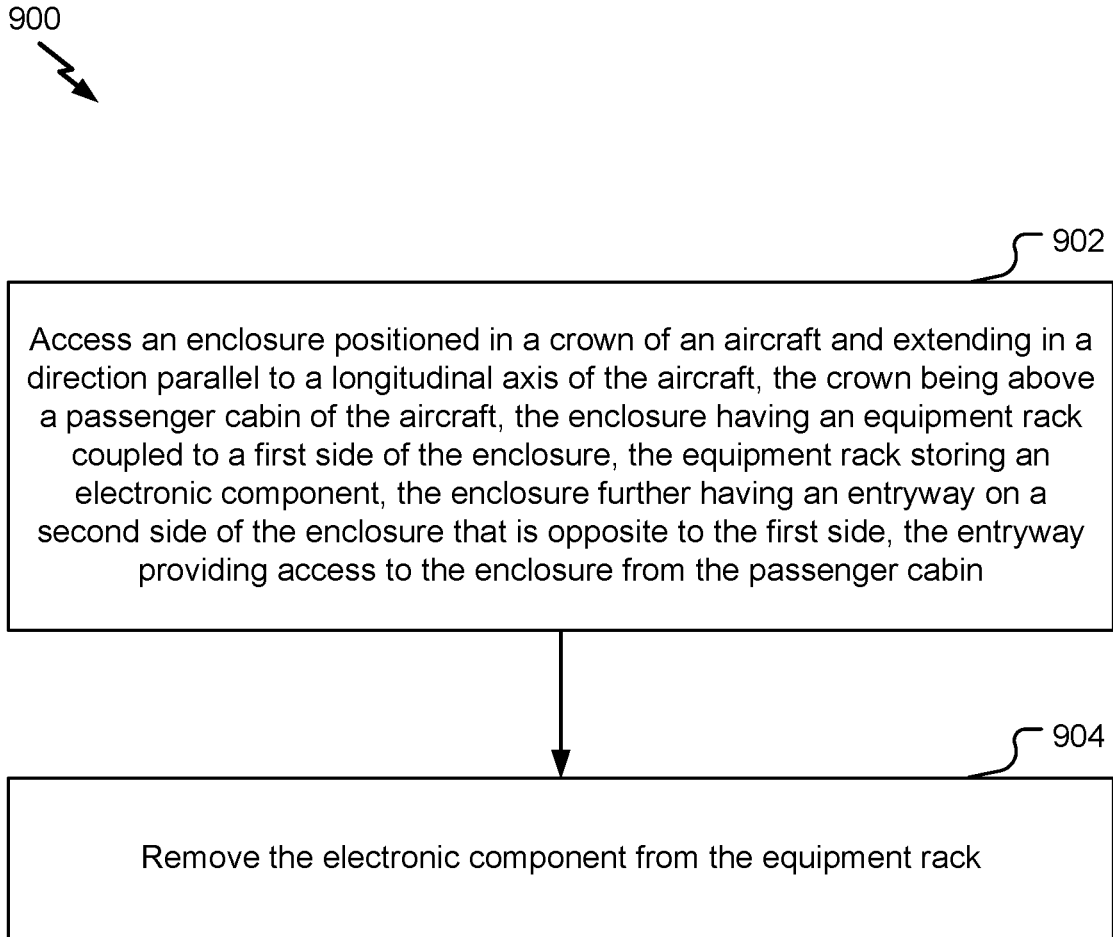 900
902
Access an enclosure positioned in a crown of an aircraft and extending in a
direction parallel to a longitudinal axis of the aircraft, the crown being above
a passenger cabin of the aircraft, the enclosure having an equipment rack
coupled to a first side of the enclosure, the equipment rack storing an
electronic component, the enclosure further having an entryway on a
second side of the enclosure that is opposite to the first side, the entryway
providing access to the enclosure from the passenger cabin
904
Remove the electronic component from the equipment rack